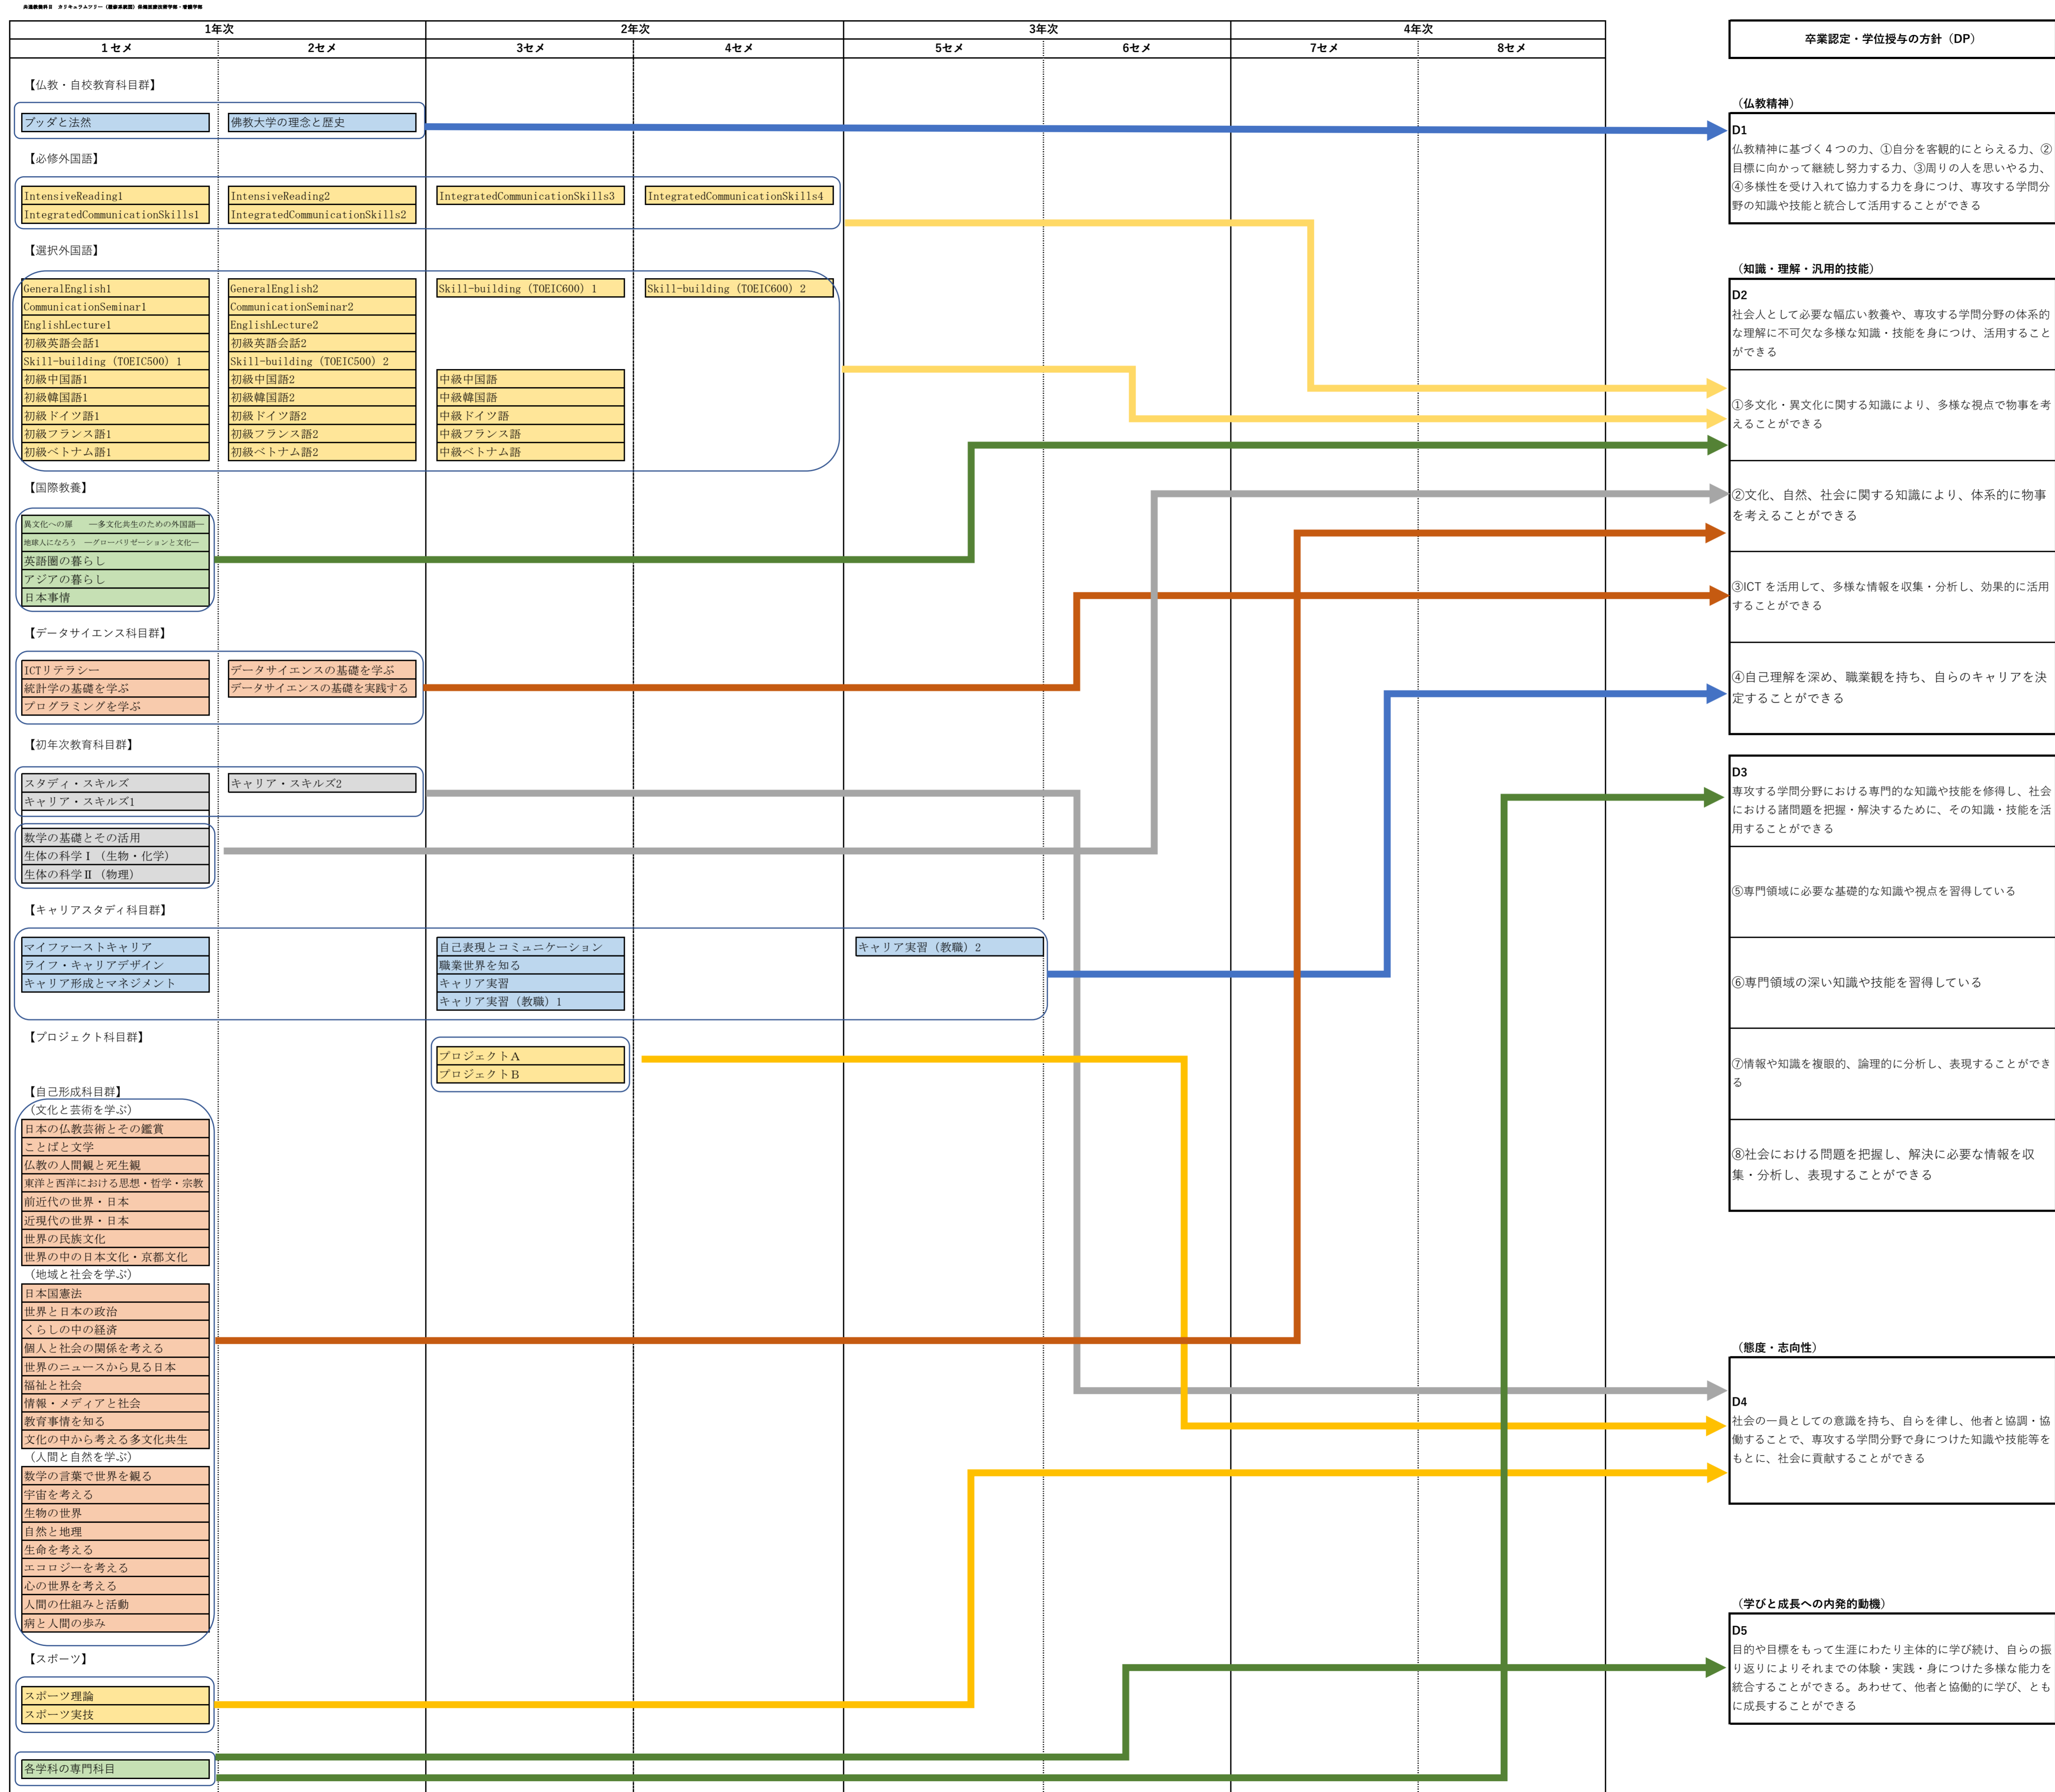 共通教養科目Ⅱ カリキュラムツリー（履修系統図）保健医療技術学部・看護学部
1年次 2年次 3年次 4年次
1セメ 2セメ 3セメ 4セメ 5セメ 6セメ 7セメ 8セメ
卒業認定・学位授与の方針（DP）
【仏教・自校教育科目群】
ブッダと法然 佛教大学の理念と歴史
【必修外国語】
IntensiveReading1 IntensiveReading2 IntegratedCommunicationSkills3 IntegratedCommunicationSkills4
IntegratedCommunicationSkills1 IntegratedCommunicationSkills2
【選択外国語】
GeneralEnglish1 GeneralEnglish2 Skill-building（TOEIC600）1 Skill-building（TOEIC600）2
CommunicationSeminar1 CommunicationSeminar2
EnglishLecture1 EnglishLecture2
初級英語会話1 初級英語会話2
Skill-building（TOEIC500）1 Skill-building（TOEIC500）2
初級中国語1 初級中国語2 中級中国語
初級韓国語1 初級韓国語2 中級韓国語
初級ドイツ語1 初級ドイツ語2 中級ドイツ語
初級フランス語1 初級フランス語2 中級フランス語
初級ベトナム語1 初級ベトナム語2 中級ベトナム語
【国際教養】
異文化への扉 ―多文化共生のための外国語―
地球人になろう ―グローバリゼーションと文化―
英語圏の暮らし
アジアの暮らし
日本事情
【データサイエンス科目群】
ICTリテラシー データサイエンスの基礎を学ぶ
統計学の基礎を学ぶ データサイエンスの基礎を実践する
プログラミングを学ぶ
【初年次教育科目群】
スタディ・スキルズ キャリア・スキルズ2
キャリア・スキルズ1
数学の基礎とその活用
生体の科学Ⅰ（生物・化学）
生体の科学Ⅱ（物理）
【キャリアスタディ科目群】
マイファーストキャリア 自己表現とコミュニケーション キャリア実習（教職）2
ライフ・キャリアデザイン 職業世界を知る
キャリア形成とマネジメント キャリア実習
キャリア実習（教職）1
【プロジェクト科目群】
プロジェクトA
プロジェクトB
【自己形成科目群】
（文化と芸術を学ぶ）
日本の仏教芸術とその鑑賞
ことばと文学
仏教の人間観と死生観
東洋と西洋における思想・哲学・宗教
前近代の世界・日本
近現代の世界・日本
世界の民族文化
世界の中の日本文化・京都文化
（地域と社会を学ぶ）
日本国憲法
世界と日本の政治
くらしの中の経済
個人と社会の関係を考える
世界のニュースから見る日本
福祉と社会
情報・メディアと社会
教育事情を知る
文化の中から考える多文化共生
（人間と自然を学ぶ）
数学の言葉で世界を観る
宇宙を考える
生物の世界
自然と地理
生命を考える
エコロジーを考える
心の世界を考える
人間の仕組みと活動
病と人間の歩み
【スポーツ】
スポーツ理論
スポーツ実技
各学科の専門科目
（仏教精神）
D1
仏教精神に基づく４つの力、①自分を客観的にとらえる力、②
目標に向かって継続し努力する力、③周りの人を思いやる力、
④多様性を受け入れて協力する力を身につけ、専攻する学問分
野の知識や技能と統合して活用することができる
（知識・理解・汎用的技能）
D2
社会人として必要な幅広い教養や、専攻する学問分野の体系的
な理解に不可欠な多様な知識・技能を身につけ、活用すること
ができる
①多文化・異文化に関する知識により、多様な視点で物事を考
えることができる
②文化、自然、社会に関する知識により、体系的に物事
を考えることができる
③ICT を活用して、多様な情報を収集・分析し、効果的に活用
することができる
④自己理解を深め、職業観を持ち、自らのキャリアを決
定することができる
D3
専攻する学問分野における専門的な知識や技能を修得し、社会
における諸問題を把握・解決するために、その知識・技能を活
用することができる
⑤専門領域に必要な基礎的な知識や視点を習得している
⑥専門領域の深い知識や技能を習得している
⑦情報や知識を複眼的、論理的に分析し、表現することができ
る
⑧社会における問題を把握し、解決に必要な情報を収
集・分析し、表現することができる
（態度・志向性）
D4
社会の一員としての意識を持ち、自らを律し、他者と協調・協
働することで、専攻する学問分野で身につけた知識や技能等を
もとに、社会に貢献することができる
（学びと成長への内発的動機）
D5
目的や目標をもって生涯にわたり主体的に学び続け、自らの振
り返りによりそれまでの体験・実践・身につけた多様な能力を
統合することができる。あわせて、他者と協働的に学び、とも
に成長することができる